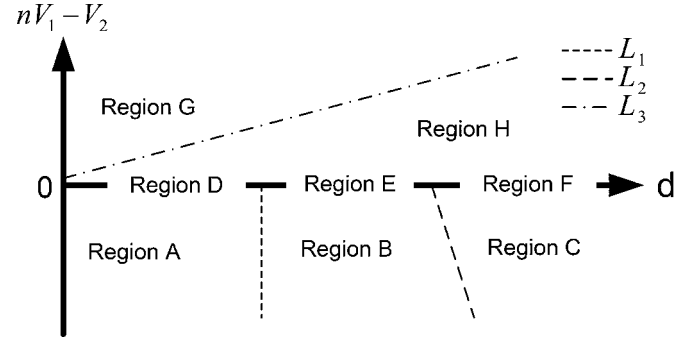 nV₁ − V₂
L₁
L₂
L₃
Region G
Region H
0
Region D
Region E
Region F
d
Region A
Region B
Region C